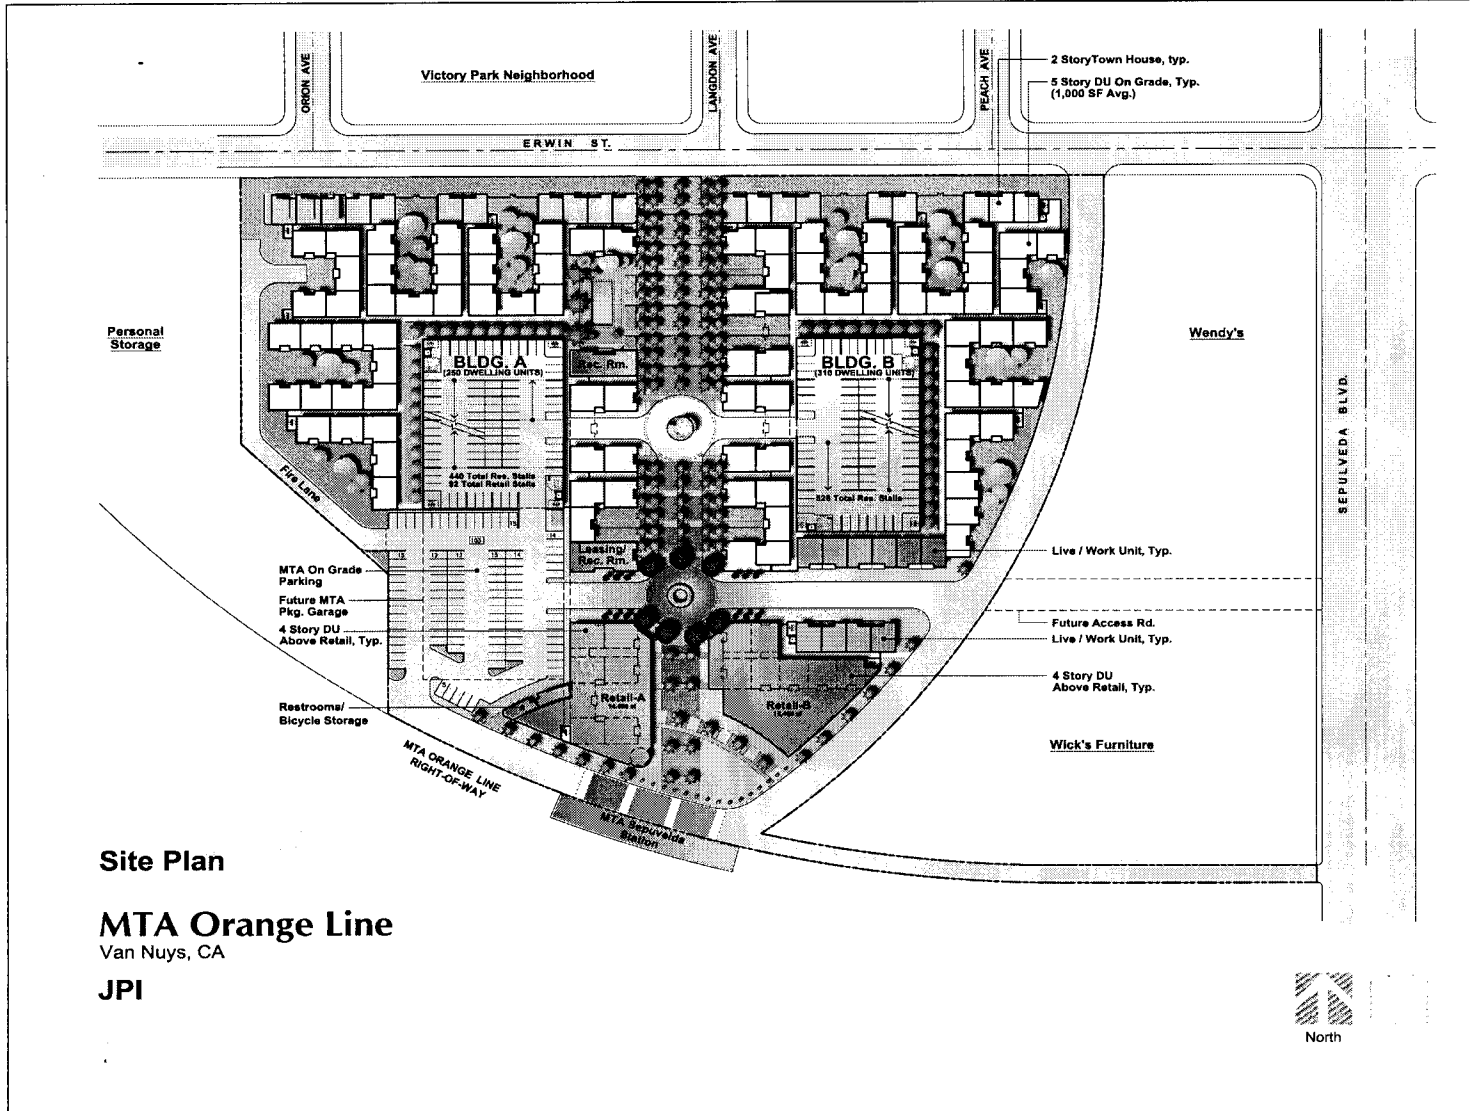 ORION AVE
Victory Park Neighborhood
LANGDON AVE
PEACH AVE
2 StoryTown House, typ.
5 Story DU On Grade, Typ.
(1,000 SF Avg.)
ERWIN ST.
Personal
Storage
Wendy's
SEPULVEDA BLVD.
BLDG. A
(250 DWELLING UNITS)
Rec. Rm.
BLDG. B
(310 DWELLING UNITS)
440 Total Res. Stalls
92 Total Retail Stalls
Total Res. Stalls
Fire Lane
Leasing/
Rec. Rm.
Live / Work Unit, Typ.
MTA On Grade
Parking
Future MTA
Pkg. Garage
4 Story DU
Above Retail, Typ.
Future Access Rd.
Live / Work Unit, Typ.
4 Story DU
Above Retail, Typ.
Retail-A
Retail-B
Restrooms/
Bicycle Storage
Wick's Furniture
MTA ORANGE LINE
RIGHT-OF-WAY
MTA Sepuvelda
Station
Site Plan
MTA Orange Line
Van Nuys, CA
JPI
North